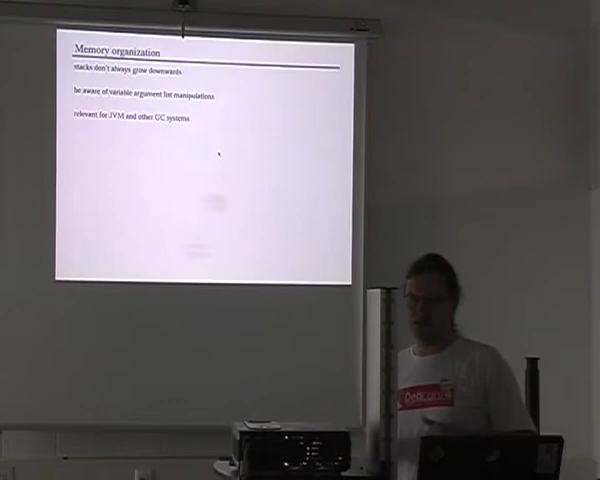 Memory organization
stacks don't always grow downwards
be aware of variable argument list manipulations
relevant for JVM and other GC systems